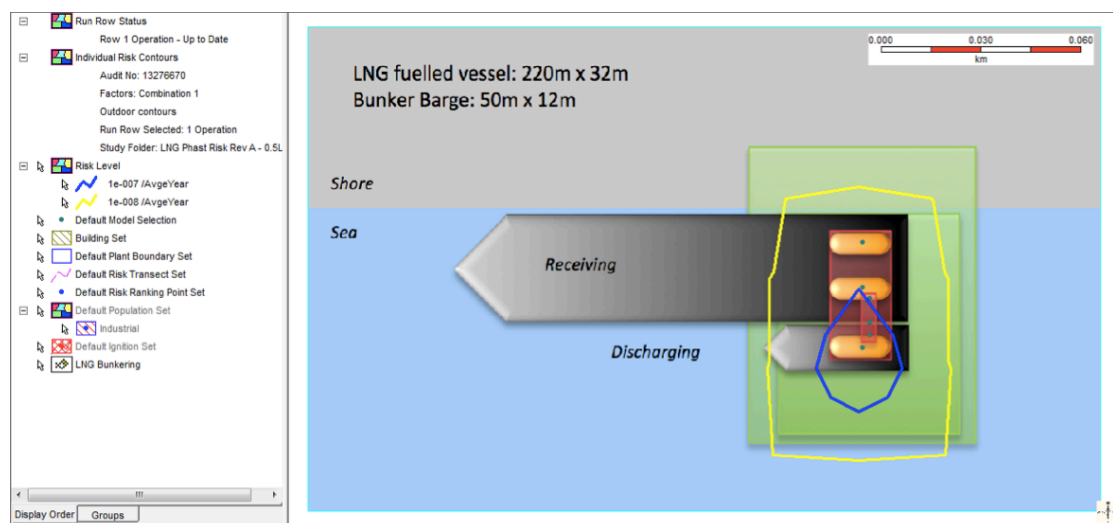 Run Row Status
Row 1 Operation - Up to Date
Individual Risk Contours
Audit No: 13276670
Factors: Combination 1
Outdoor contours
Run Row Selected: 1 Operation
Study Folder: LNG Phast Risk Rev A - 0.5L
Risk Level
1e-007 /AvgeYear
1e-008 /AvgeYear
Default Model Selection
Building Set
Default Plant Boundary Set
Default Risk Transect Set
Default Risk Ranking Point Set
Default Population Set
Industrial
Default Ignition Set
LNG Bunkering
Display Order Groups
0.000 0.030 0.060
km
LNG fuelled vessel: 220m x 32m
Bunker Barge: 50m x 12m
Shore
Sea
Receiving
Discharging